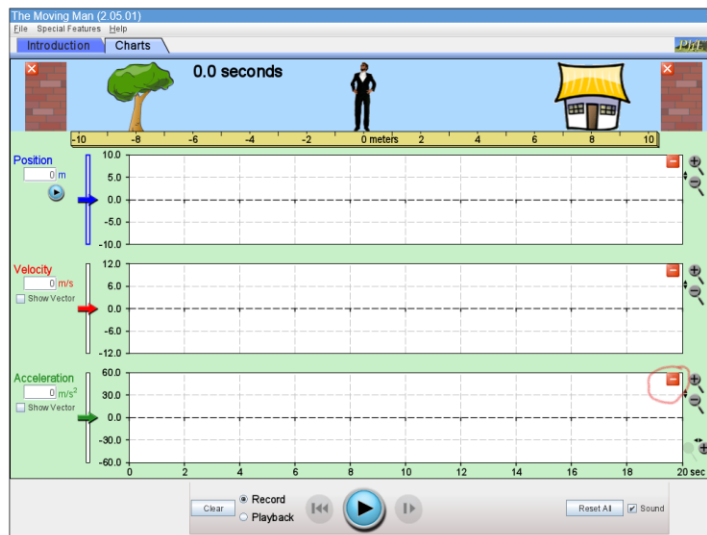 The Moving Man (2.05.01)
File Special Features Help
Introduction Charts
0.0 seconds
-10 -8 -6 -4 -2 0 meters 2 4 6 8 10
Position
0 m
10.0
5.0
0.0
-5.0
-10.0
Velocity
0 m/s
Show Vector
12.0
6.0
0.0
-6.0
-12.0
Acceleration
0 m/s²
Show Vector
60.0
30.0
0.0
-30.0
-60.0
0 2 4 6 8 10 12 14 16 18 20 sec
Clear
Record
Playback
Reset All
Sound